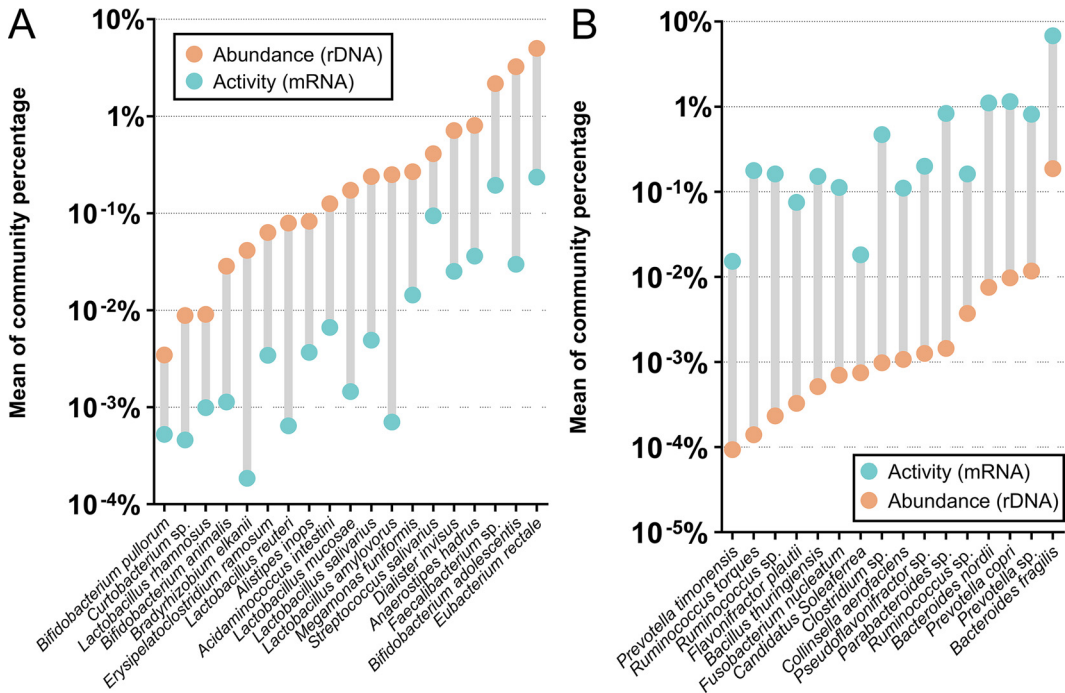 A
Mean of community percentage
10%
1%
10-1%
10-2%
10-3%
10-4%
Abundance (rDNA)
Activity (mRNA)
Bifidobacterium pullorum
Curtobacterium sp.
Lactobacillus rhamnosus
Bifidobacterium animalis
Bradyrhizobium elkanii
Erysipelatoclostridium ramosum
Lactobacillus reuteri
Alistipes inops
Acidaminococcus intestini
Lactobacillus mucosae
Lactobacillus salivarius
Lactobacillus amylovorus
Megamonas funiformis
Streptococcus salivarius
Dialister invisus
Anaerostipes hadrus
Faecalibacterium sp.
Bifidobacterium adolescentis
Eubacterium rectale
B
Mean of community percentage
10%
1%
10-1%
10-2%
10-3%
10-4%
10-5%
Activity (mRNA)
Abundance (rDNA)
Prevotella timonensis
Ruminococcus torques
Ruminococcus sp.
Flavonifractor plautii
Bacillus thuringiensis
Fusobacterium nucleatum
Candidatus Soleaferrea
Clostridium sp.
Collinsella aerofaciens
Pseudoflavonifractor sp.
Parabacteroides sp.
Ruminococcus sp.
Bacteroides nordii
Prevotella copri
Prevotella sp.
Bacteroides fragilis